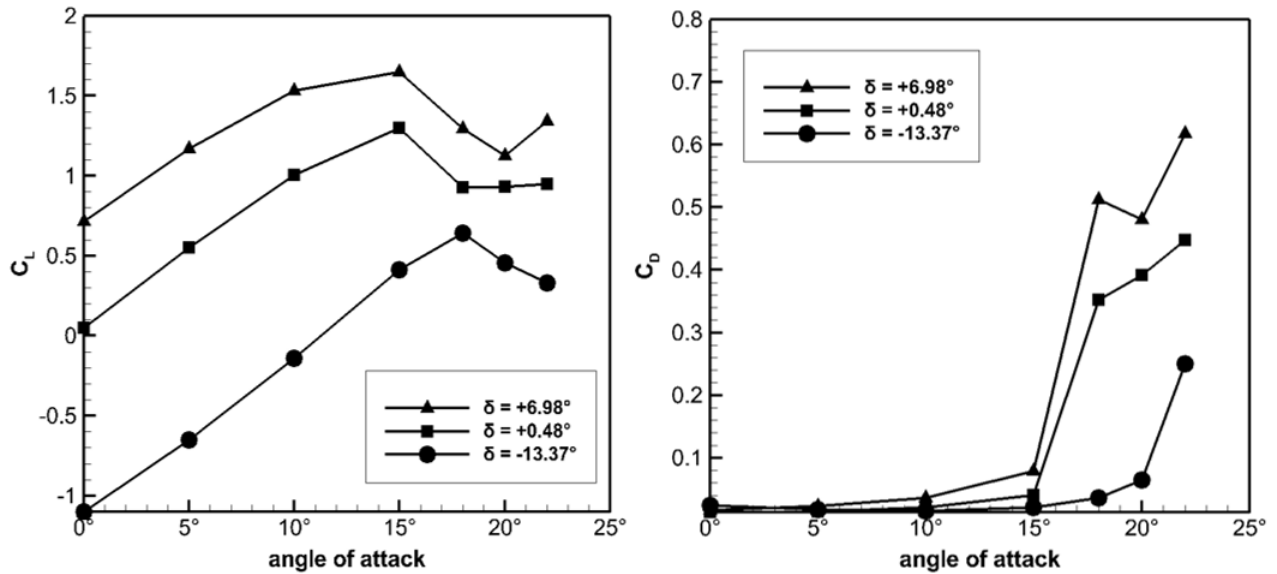 2
1.5
1
0.5
0
-0.5
-1
C_L
δ = +6.98°
δ = +0.48°
δ = -13.37°
0° 5° 10° 15° 20° 25°
angle of attack
0.8
0.7
0.6
0.5
0.4
0.3
0.2
0.1
C_D
δ = +6.98°
δ = +0.48°
δ = -13.37°
0° 5° 10° 15° 20° 25°
angle of attack